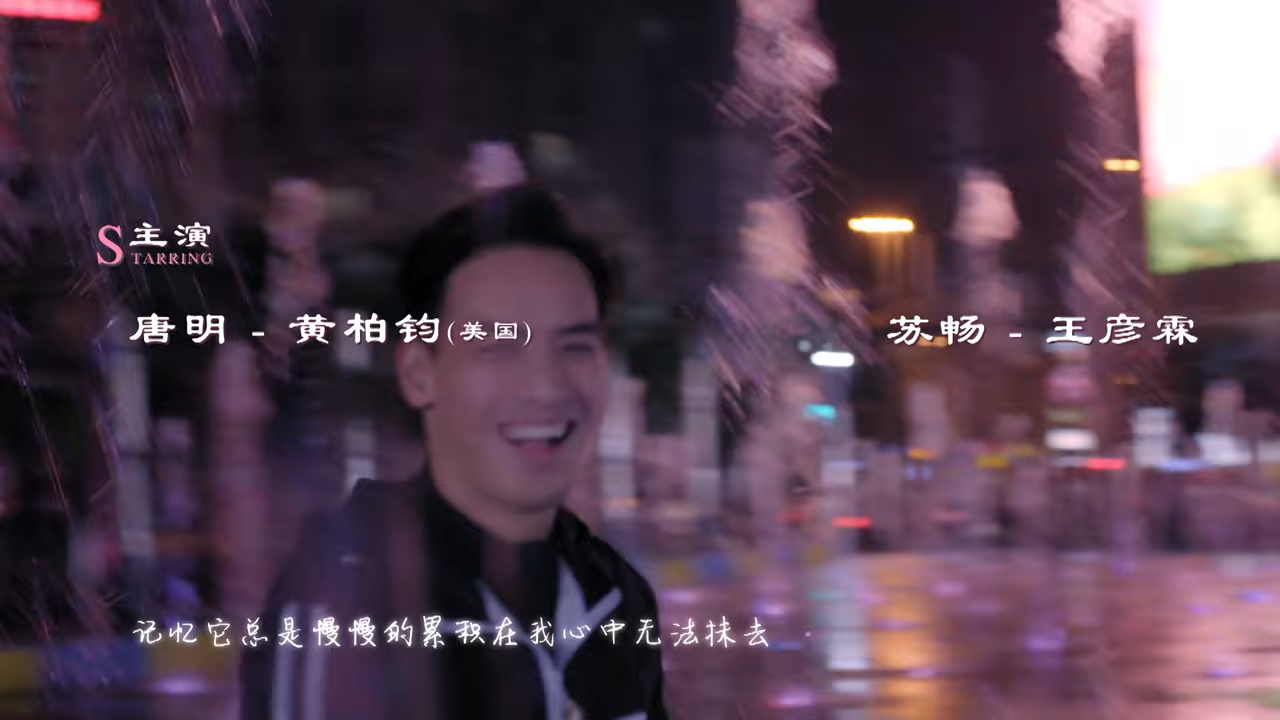 主演
STARRING
唐明 - 黄柏钧(美国)
苏畅 - 王彦霖
记忆它总是慢慢的累积在我心中无法抹去